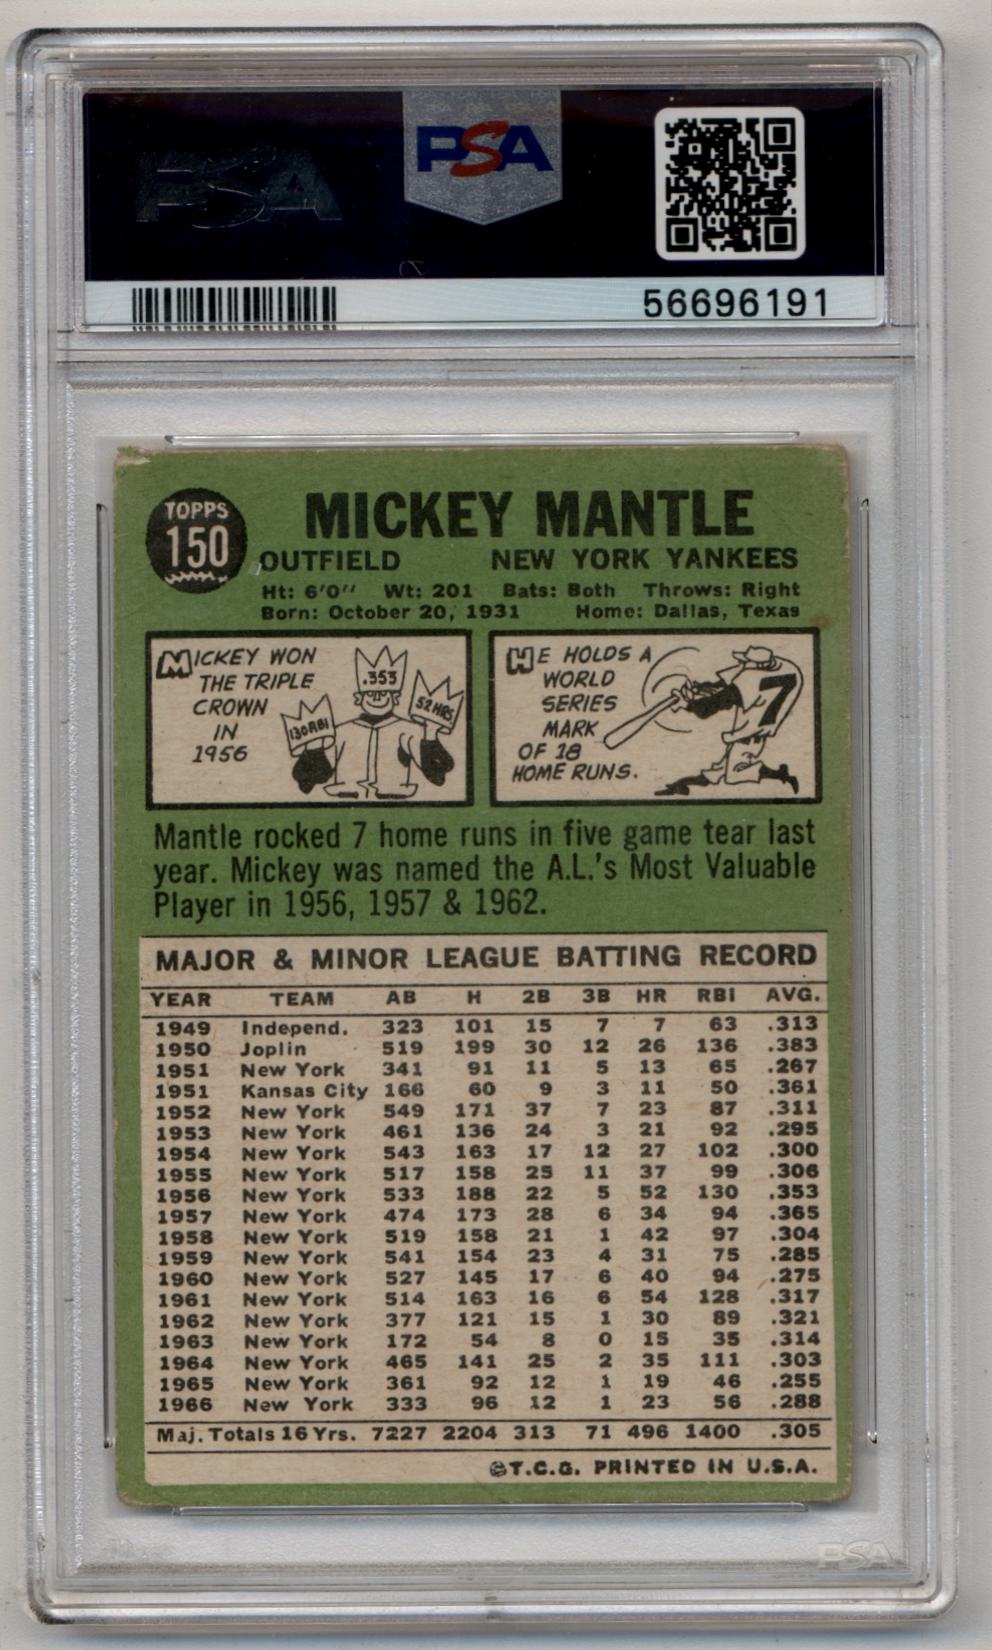 PSA PSA
56696191
TOPPS
150
MICKEY MANTLE
OUTFIELD NEW YORK YANKEES
Ht: 6'0" Wt: 201 Bats: Both Throws: Right
Born: October 20, 1931 Home: Dallas, Texas
MICKEY WON
THE TRIPLE
CROWN
IN
1956
.353
130RBI
52HRS
HE HOLDS A
WORLD
SERIES
MARK
OF 18
HOME RUNS.
7
Mantle rocked 7 home runs in five game tear last
year. Mickey was named the A.L.'s Most Valuable
Player in 1956, 1957 & 1962.
MAJOR & MINOR LEAGUE BATTING RECORD
YEAR TEAM AB H 2B 3B HR RBI AVG.
1949 Independ. 323 101 15 7 7 63 .313
1950 Joplin 519 199 30 12 26 136 .383
1951 New York 341 91 11 5 13 65 .267
1951 Kansas City 166 60 9 3 11 50 .361
1952 New York 549 171 37 7 23 87 .311
1953 New York 461 136 24 3 21 92 .295
1954 New York 543 163 17 12 27 102 .300
1955 New York 517 158 25 11 37 99 .306
1956 New York 533 188 22 5 52 130 .353
1957 New York 474 173 28 6 34 94 .365
1958 New York 519 158 21 1 42 97 .304
1959 New York 541 154 23 4 31 75 .285
1960 New York 527 145 17 6 40 94 .275
1961 New York 514 163 16 6 54 128 .317
1962 New York 377 121 15 1 30 89 .321
1963 New York 172 54 8 0 15 35 .314
1964 New York 465 141 25 2 35 111 .303
1965 New York 361 92 12 1 19 46 .255
1966 New York 333 96 12 1 23 56 .288
Maj. Totals 16 Yrs. 7227 2204 313 71 496 1400 .305
©T.C.G. PRINTED IN U.S.A.
PSA